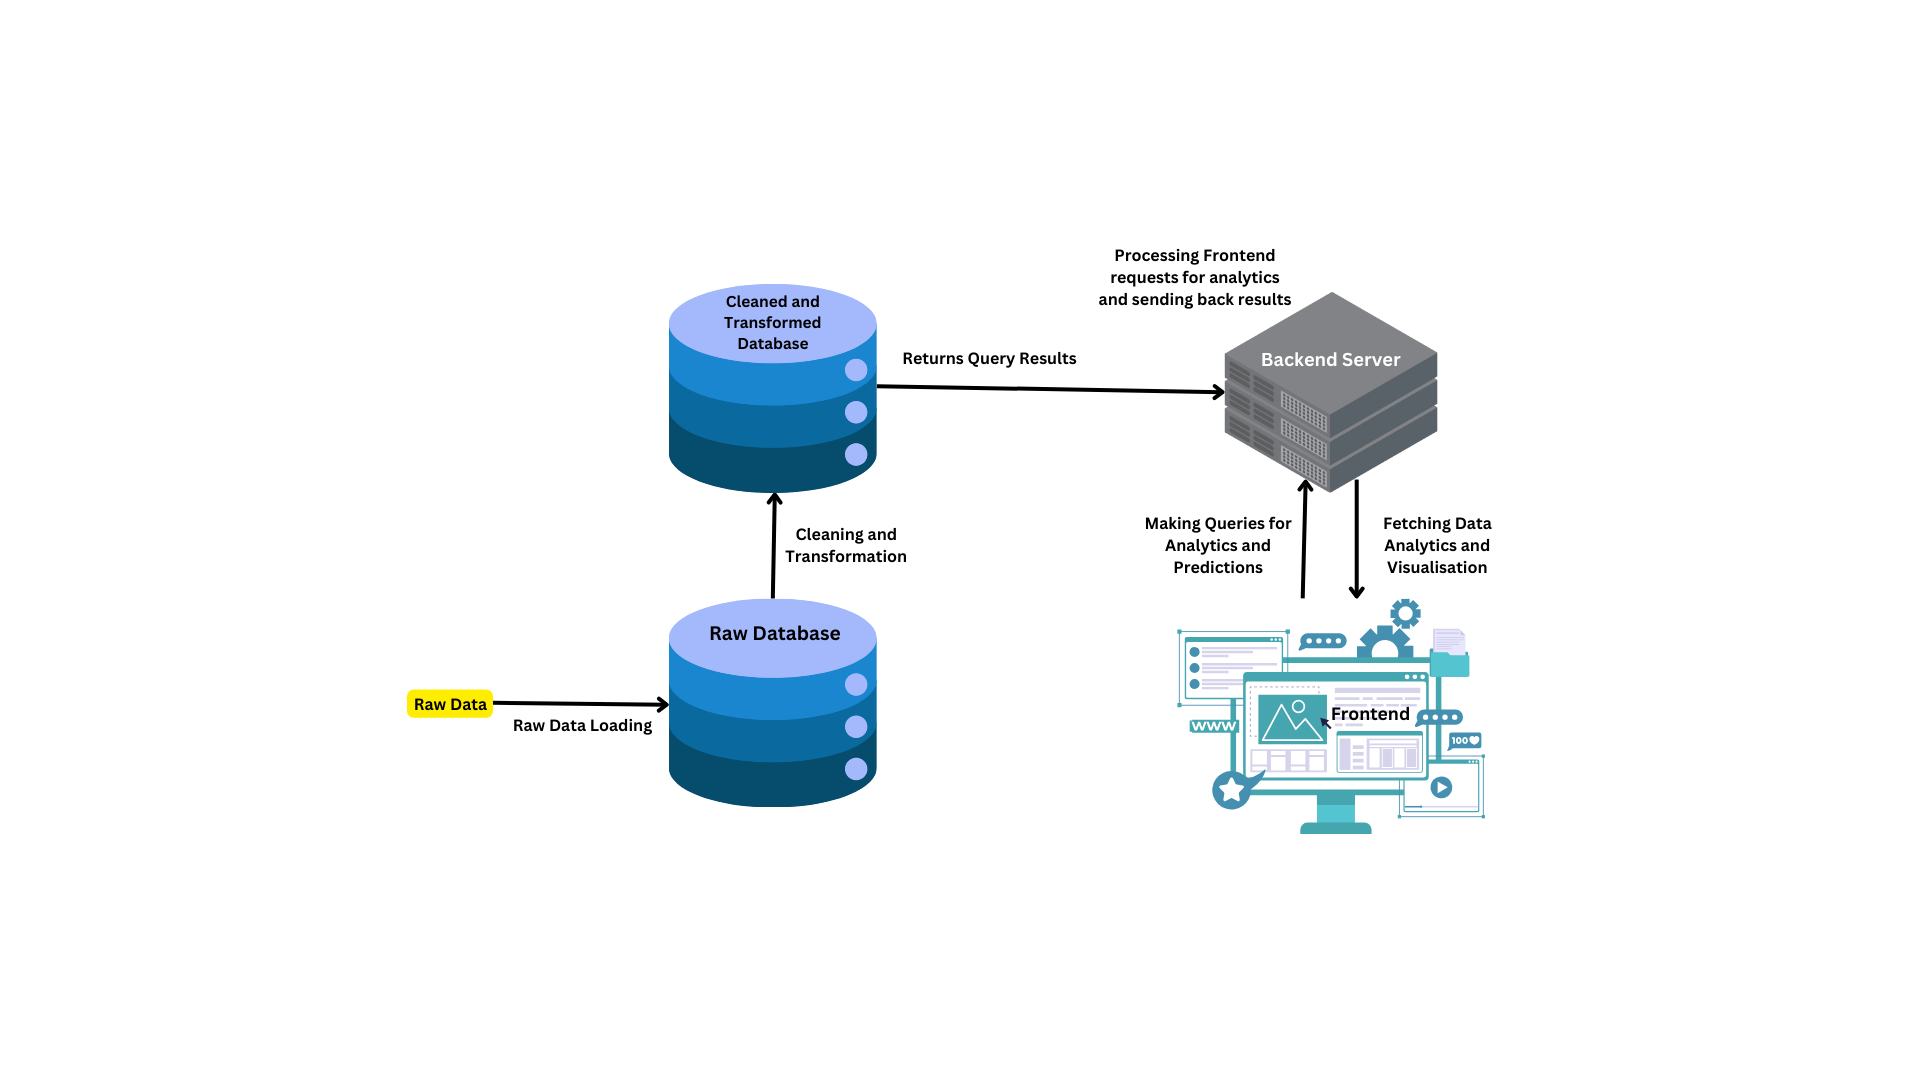 Processing Frontend
requests for analytics
and sending back results
Cleaned and
Transformed
Database
Returns Query Results
Backend Server
Cleaning and
Transformation
Making Queries for
Analytics and
Predictions
Fetching Data
Analytics and
Visualisation
Raw Database
Raw Data
Raw Data Loading
Frontend
WWW
100